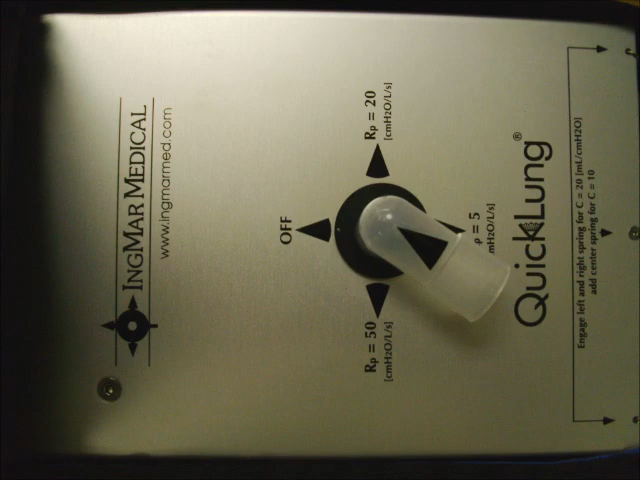 INGMAR MEDICAL
www.ingmarmed.com
OFF
Rp = 20
[cmH2O/L/s]
Rp = 50
[cmH2O/L/s]
p = 5
mH2O/L/s]
QuickLung®
Engage left and right spring for C = 20 [mL/cmH2O]
add center spring for C = 10